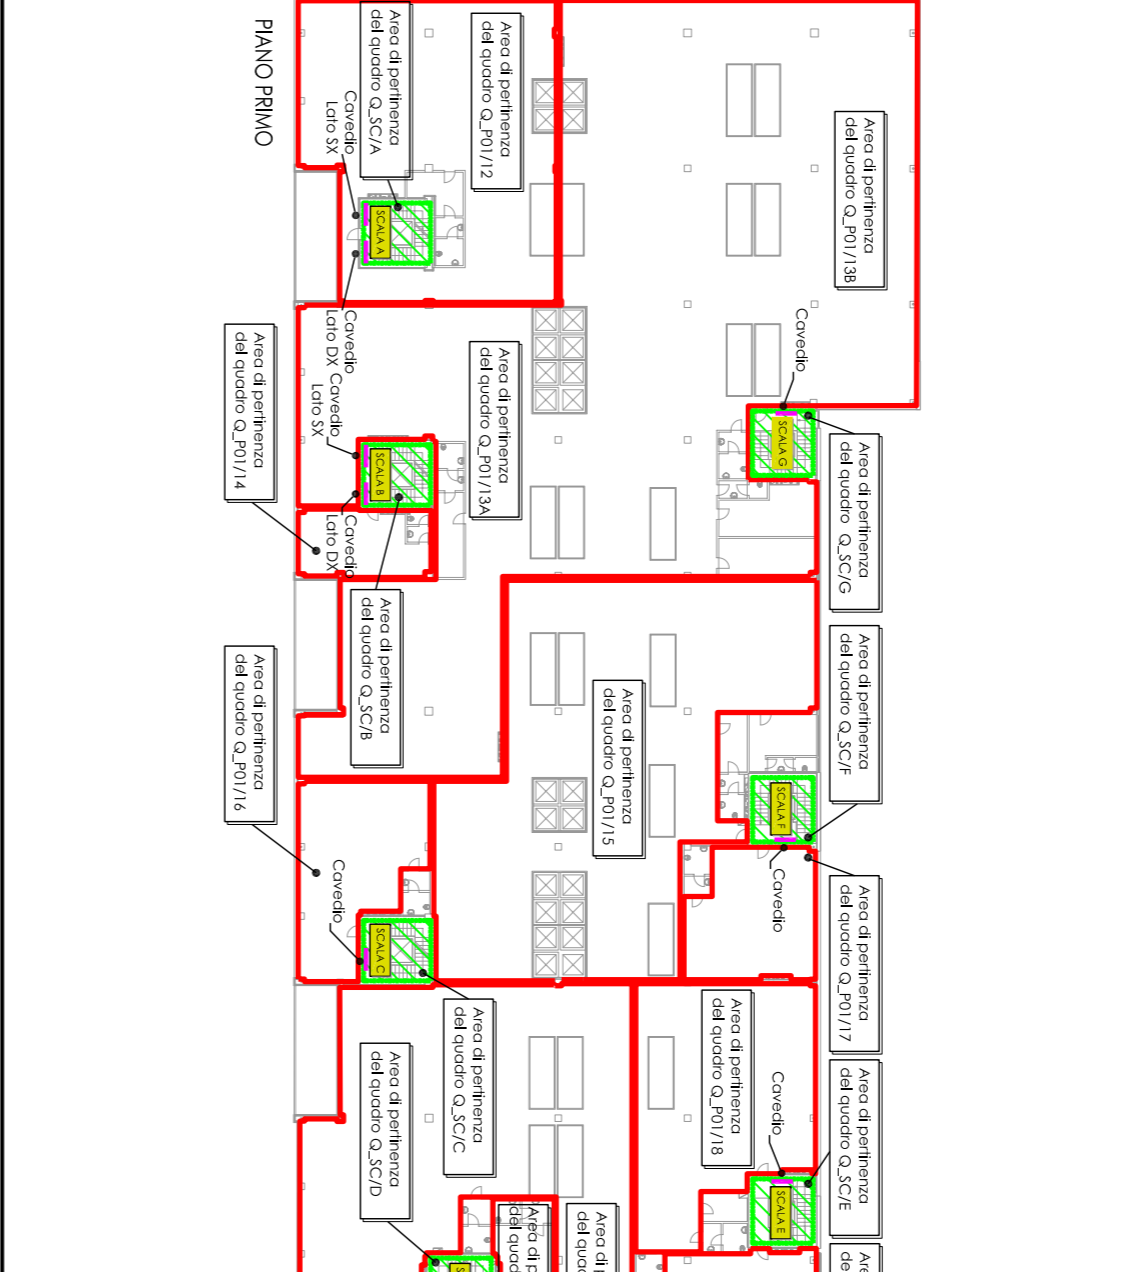 PIANO PRIMO
Area di pertinenza
del quadro Q_SC/A
Area di pertinenza
del quadro Q_P01/12
Area di pertinenza
del quadro Q_P01/13B
Cavedio
Lato SX
SCALA A
Cavedio
Lato DX
Cavedio
Lato SX
Area di pertinenza
del quadro Q_P01/14
Area di pertinenza
del quadro Q_P01/13A
Cavedio
SCALA G
Area di pertinenza
del quadro Q_SC/G
SCALA B
Cavedio
Lato DX
Area di pertinenza
del quadro Q_SC/B
Area di pertinenza
del quadro Q_P01/16
Area di pertinenza
del quadro Q_P01/15
Area di pertinenza
del quadro Q_SC/F
SCALA F
Cavedio
Area di pertinenza
del quadro Q_P01/17
Cavedio
SCALA C
Area di pertinenza
del quadro Q_SC/C
Area di pertinenza
del quadro Q_SC/D
Area di pertinenza
del quadro Q_P01/18
Cavedio
SCALA E
Area di pertinenza
del quadro Q_SC/E
Area di
del
Area di
del